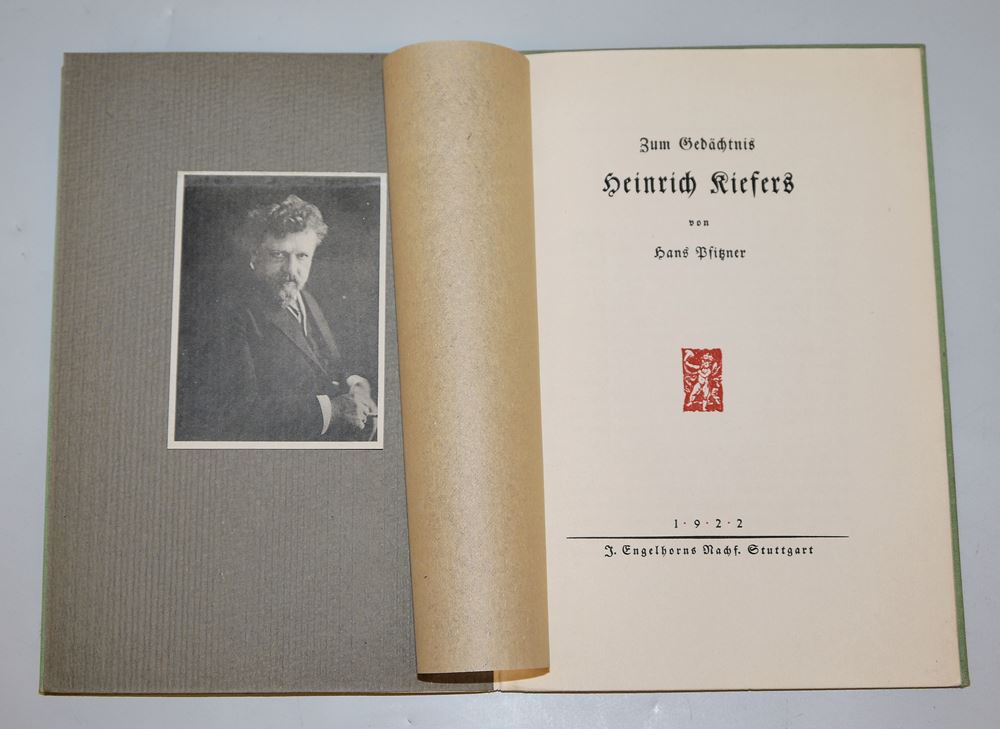 Zum Gedächtnis
Heinrich Kiefers
von
Hans Pfitzner
1·9·2·2
J. Engelhorns Nachf. Stuttgart